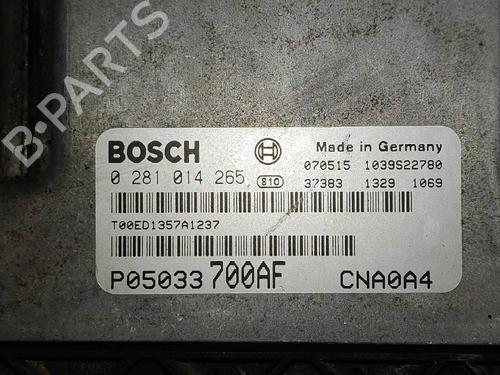 B-PARTS
BOSCH
Made in Germany
070515 1039S22780
0 281 014 265 810 37383 1329 1069
T00ED1357A1237
P05033 700AF CNA0A4